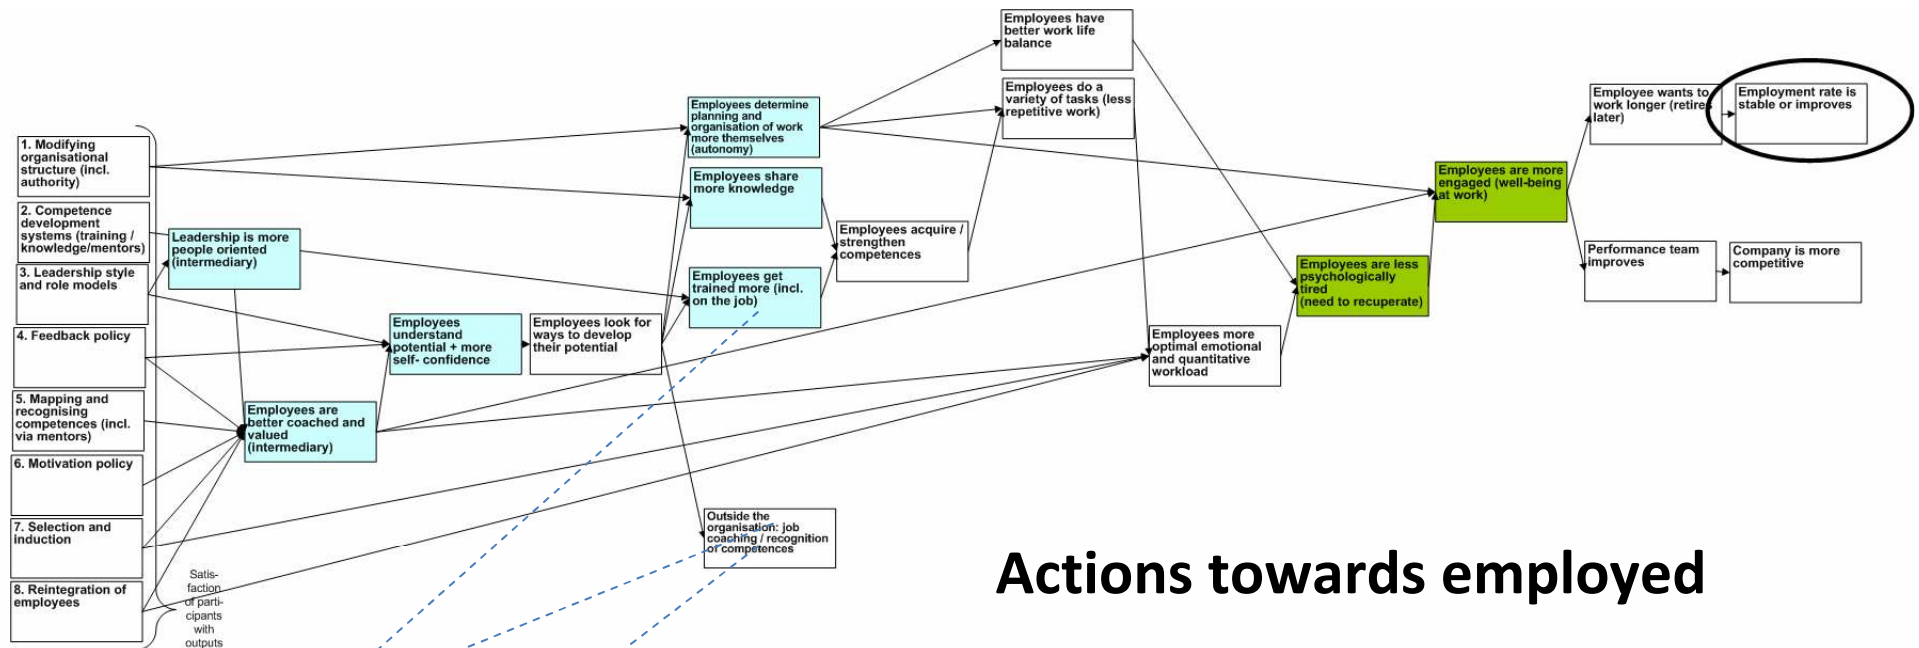 Employees have
better work life
balance
Employees do a
variety of tasks (less
repetitive work)
Employees determine
planning and
organisation of work
more themselves
(autonomy)
Employee wants to
work longer (retires
later)
Employment rate is
stable or improves
1. Modifying
organisational
structure (incl.
authority)
Employees share
more knowledge
Employees are more
engaged (well-being
at work)
2. Competence
development
systems (training /
knowledge/mentors)
Leadership is more
people oriented
(intermediary)
Employees acquire /
strengthen
competences
Performance team
improves
Company is more
competitive
3. Leadership style
and role models
Employees get
trained more (incl.
on the job)
Employees are less
psychologically
tired
(need to recuperate)
4. Feedback policy
Employees
understand
potential + more
self- confidence
Employees look for
ways to develop
their potential
Employees more
optimal emotional
and quantitative
workload
5. Mapping and
recognising
competences (incl.
via mentors)
Employees are
better coached and
valued
(intermediary)
6. Motivation policy
7. Selection and
induction
Outside the
organisation: job
coaching / recognition
of competences
8. Reintegration of
employees
Satis-
faction
of parti-
cipants
with
outputs
Actions towards employed